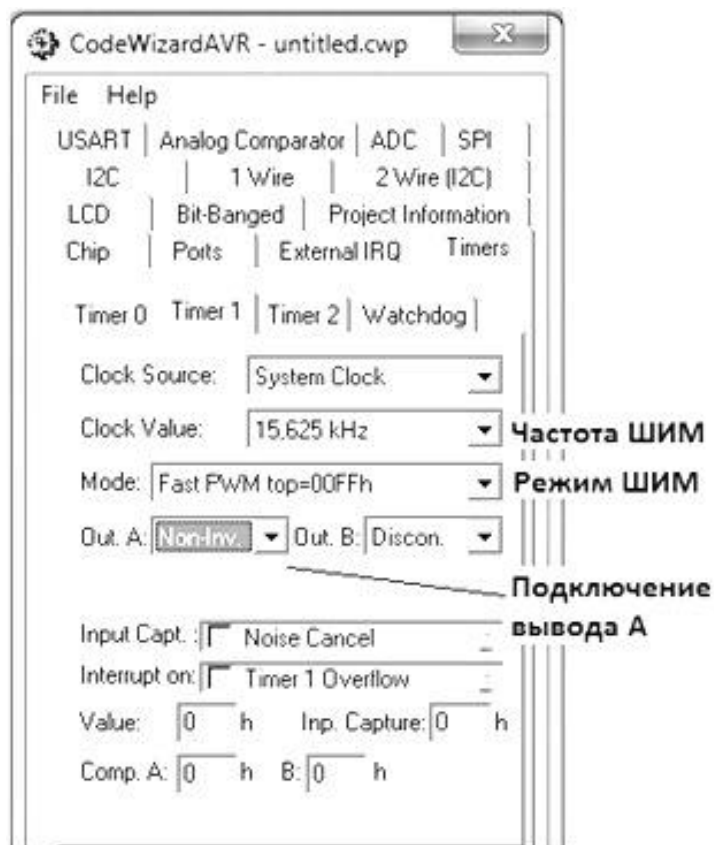 CodeWizardAVR - untitled.cwp
File Help
USART Analog Comparator ADC SPI
I2C 1 Wire 2 Wire (I2C)
LCD Bit-Banged Project Information
Chip Ports External IRQ Timers
Timer 0 Timer 1 Timer 2 Watchdog
Clock Source: System Clock
Clock Value: 15,625 kHz Частота ШИМ
Mode: Fast PWM top=00FFh Режим ШИМ
Out. A: Non-Inv. Out. B: Discon.
Подключение
вывода А
Input Capt. : Noise Cancel
Interrupt on: Timer 1 Overflow
Value: 0 h Inp. Capture: 0 h
Comp. A: 0 h B: 0 h